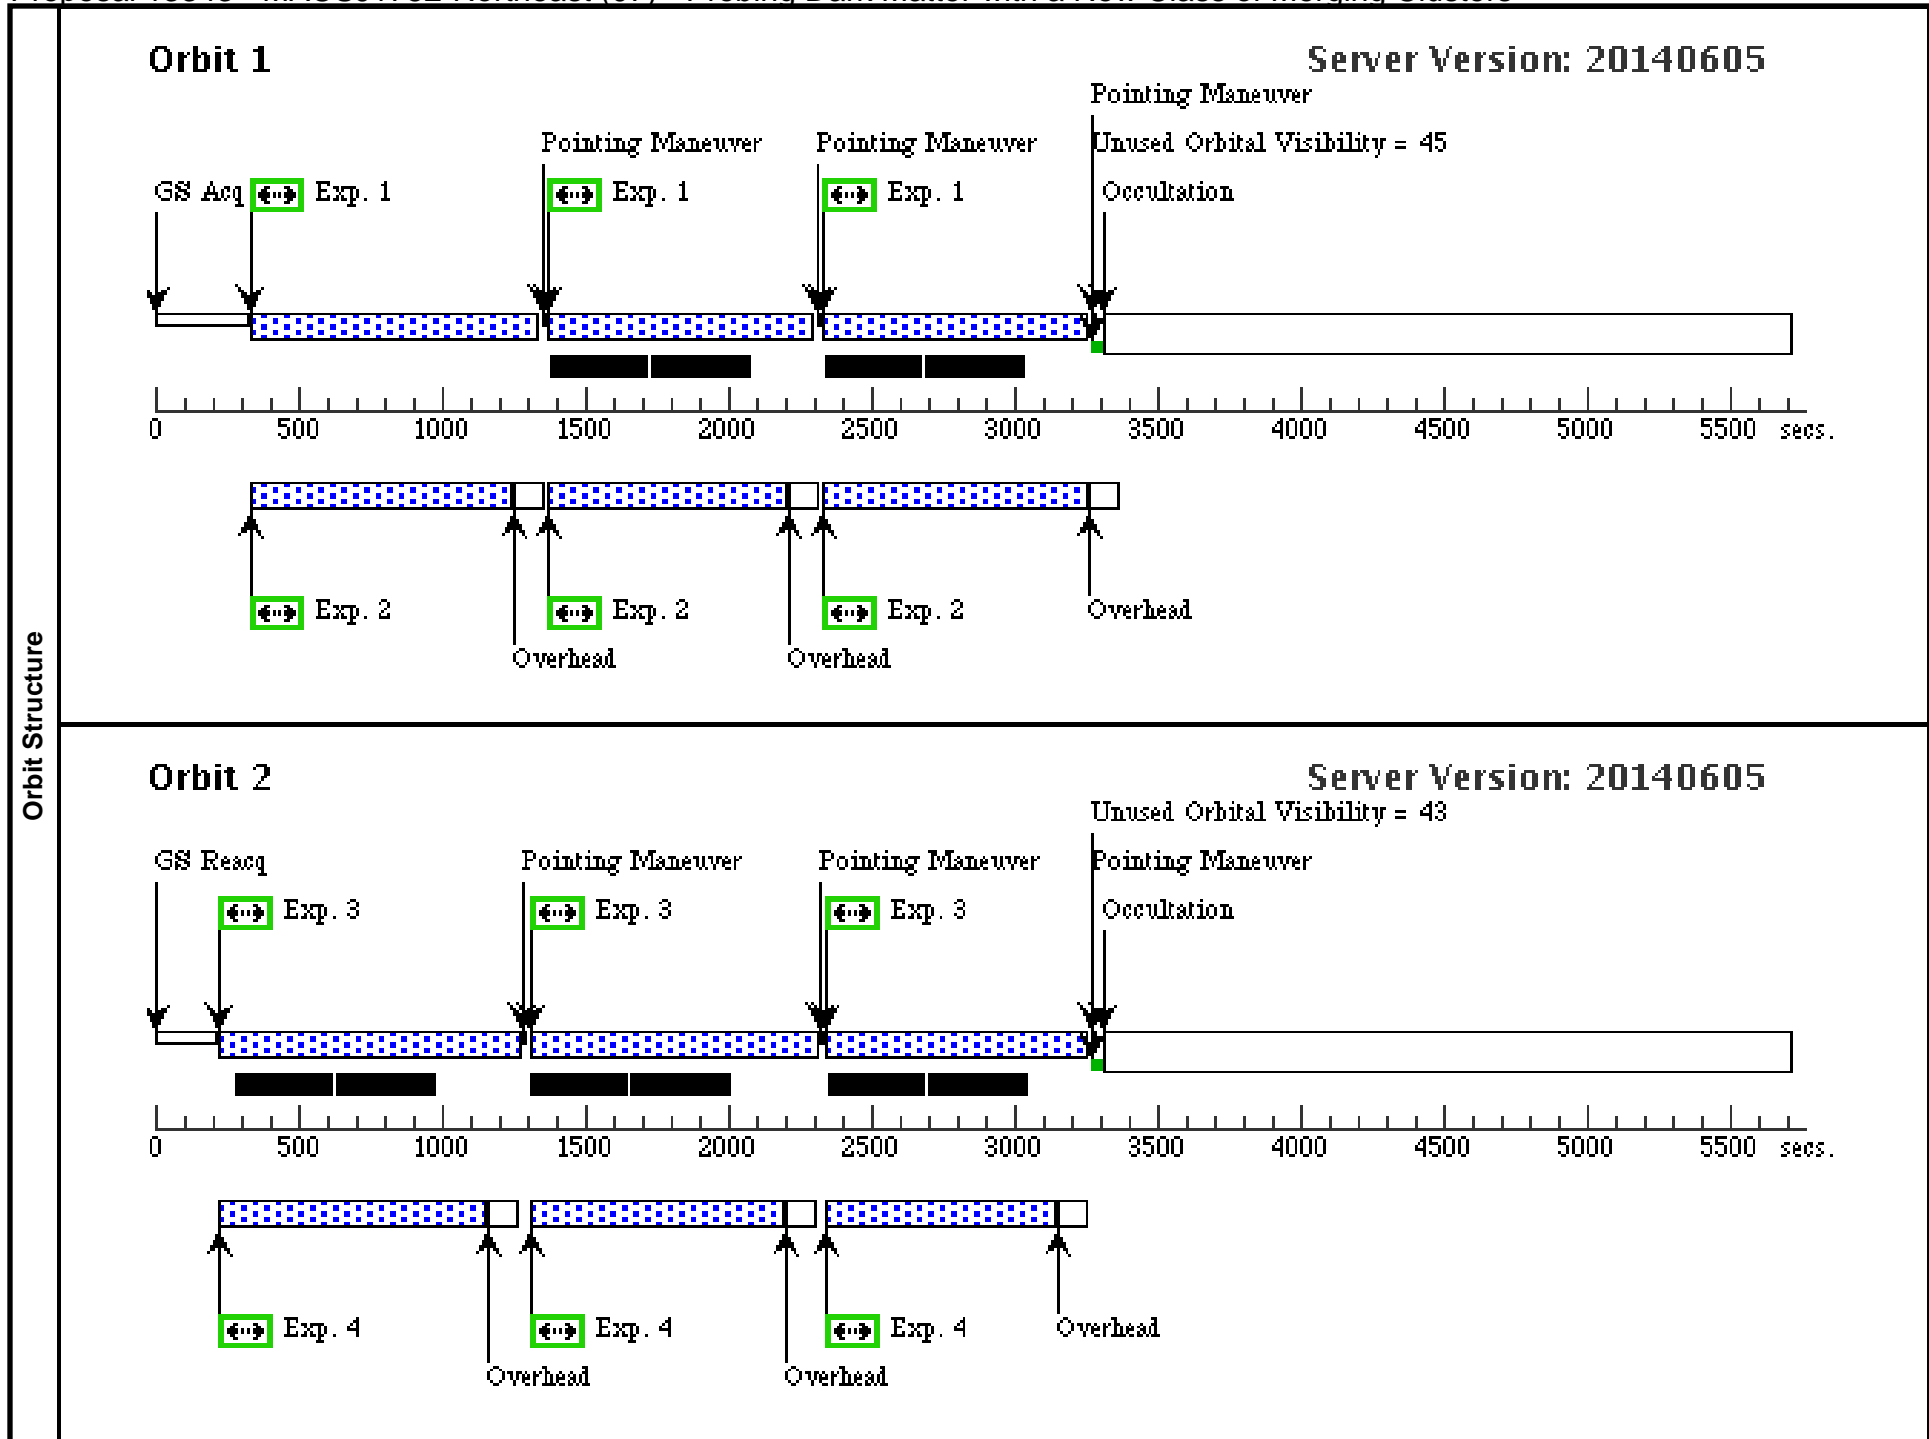 Orbit Structure
Orbit 1
Server Version: 20140605
Pointing Maneuver
Pointing Maneuver
Pointing Maneuver
Unused Orbital Visibility = 45
GS Acq
Exp. 1
Exp. 1
Exp. 1
Occultation
0 500 1000 1500 2000 2500 3000 3500 4000 4500 5000 5500 secs.
Exp. 2
Exp. 2
Exp. 2
Overhead
Overhead
Overhead
Orbit 2
Server Version: 20140605
Unused Orbital Visibility = 43
GS Reacq
Pointing Maneuver
Pointing Maneuver
Pointing Maneuver
Exp. 3
Exp. 3
Exp. 3
Occultation
0 500 1000 1500 2000 2500 3000 3500 4000 4500 5000 5500 secs.
Exp. 4
Exp. 4
Exp. 4
Overhead
Overhead
Overhead